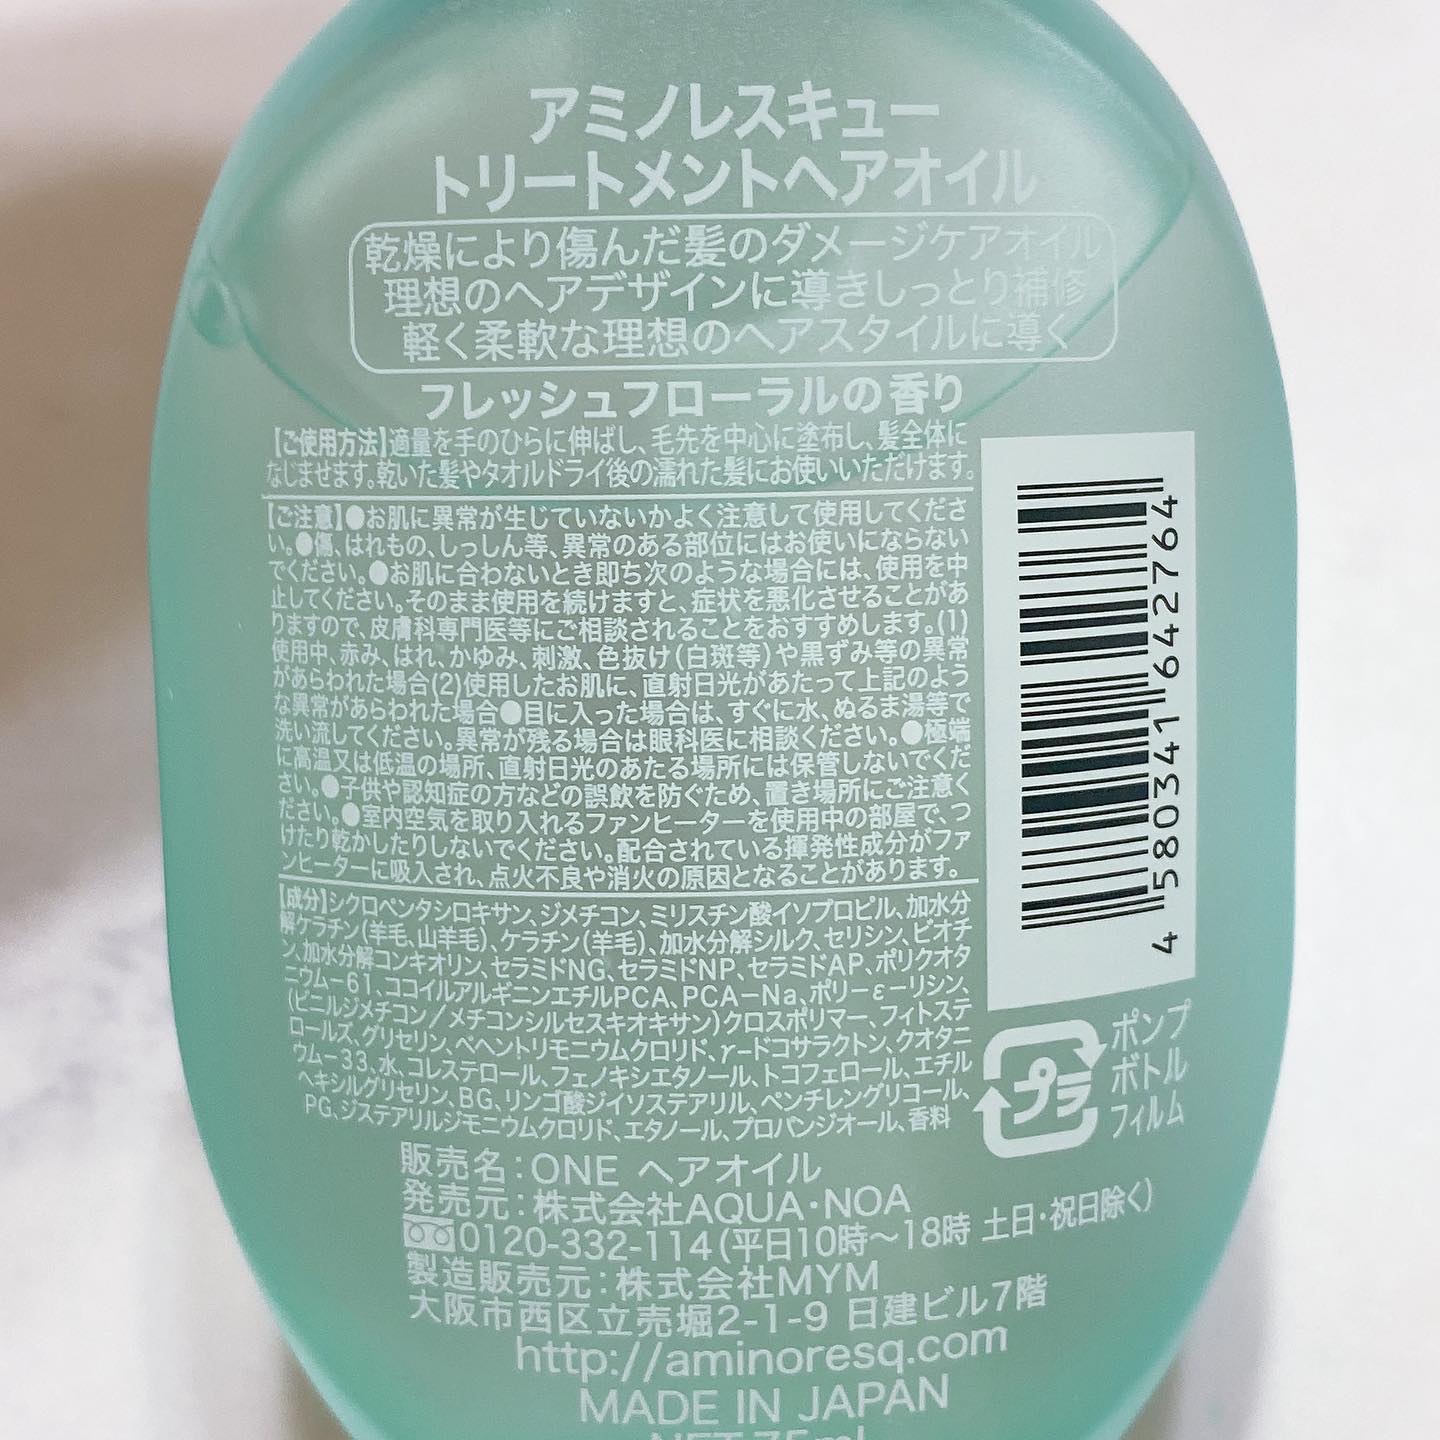 アミノレスキュー
トリートメントヘアオイル
乾燥により傷んだ髪のダメージケアオイル
理想のヘアデザインに導きしっとり補修
軽く柔軟な理想のヘアスタイルに導く
フレッシュフローラルの香り
【ご使用方法】適量を手のひらに伸ばし、毛先を中心に塗布し、髪全体に
なじませます。乾いた髪やタオルドライ後の濡れた髪にお使いいただけます。
【ご注意】●お肌に異常が生じていないかよく注意して使用してくださ
い。●傷、はれもの、しっしん等、異常のある部位にはお使いにならない
でください。●お肌に合わないとき即ち次のような場合には、使用を中
止してください。そのまま使用を続けますと、症状を悪化させることがあ
りますので、皮膚科専門医等にご相談されることをおすすめします。(1)
使用中、赤み、はれ、かゆみ、刺激、色抜け(白斑等)や黒ずみ等の異常
があらわれた場合(2)使用したお肌に、直射日光があたって上記のよう
な異常があらわれた場合●目に入った場合は、すぐに水、ぬるま湯等で
洗い流してください。異常が残る場合は眼科医に相談ください。●極端
に高温又は低温の場所、直射日光のあたる場所には保管しないでくだ
さい。●子供や認知症の方などの誤飲を防ぐため、置き場所にご注意く
ださい。●室内空気を取り入れるファンヒーターを使用中の部屋で、つ
けたり乾かしたりしないでください。配合されている揮発性成分がファ
ンヒーターに吸入され、点火不良や消火の原因となることがあります。
【成分】シクロペンタシロキサン、ジメチコン、ミリスチン酸イソプロピル、加水分
解ケラチン(羊毛、山羊毛)、ケラチン(羊毛)、加水分解シルク、セリシン、ビオチ
ン、加水分解コンキオリン、セラミドNG、セラミドNP、セラミドAP、ポリクオタ
ニウム−61、ココイルアルギニンエチルPCA、PCA−Na、ポリ−ε−リシン、
(ビニルジメチコン/メチコンシルセスキオキサン)クロスポリマー、フィトステ
ロールズ、グリセリン、ベヘントリモニウムクロリド、γ−ドコサラクトン、クオタニ
ウム−33、水、コレステロール、フェノキシエタノール、トコフェロール、エチル
ヘキシルグリセリン、BG、リンゴ酸ジイソステアリル、ペンチレングリコール、
PG、ジステアリルジモニウムクロリド、エタノール、プロパンジオール、香料
4 580341 642764
プラ
ポンプ
ボトル
フィルム
販売名:ONE ヘアオイル
発売元:株式会社AQUA・NOA
0120-332-114(平日10時〜18時 土日・祝日除く)
製造販売元:株式会社MYM
大阪市西区立売堀2-1-9 日建ビル7階
http://aminoresq.com
MADE IN JAPAN
NET 75ml